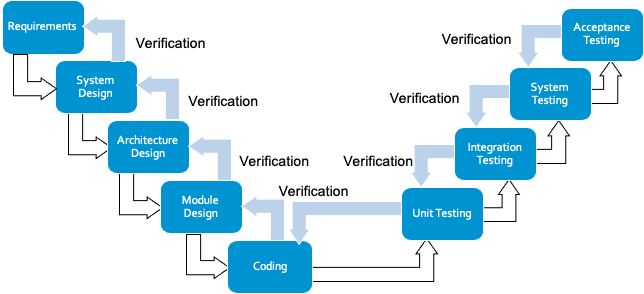 Requirements
Acceptance
Testing
Verification
Verification
System
Design
System
Testing
Verification
Verification
Architecture
Design
Integration
Testing
Verification
Verification
Module
Design
Verification
Unit Testing
Coding